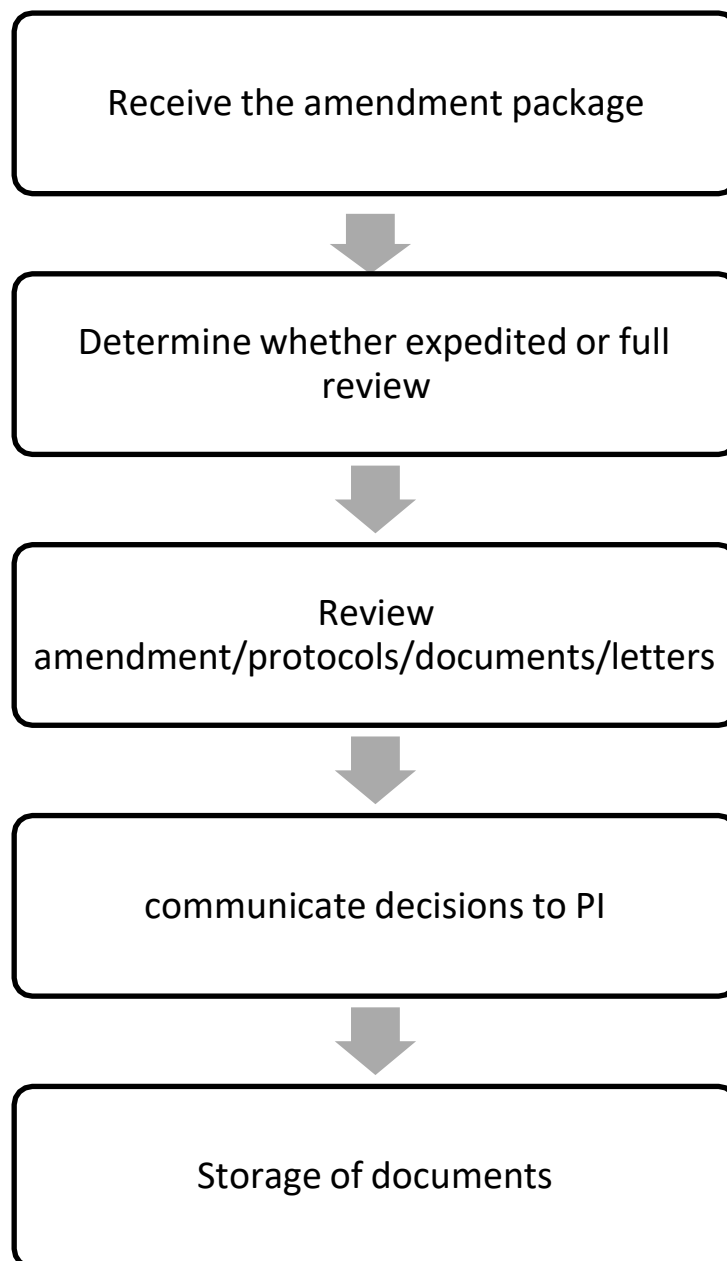 Receive the amendment package
Determine whether expedited or full
review
Review
amendment/protocols/documents/letters
communicate decisions to PI
Storage of documents